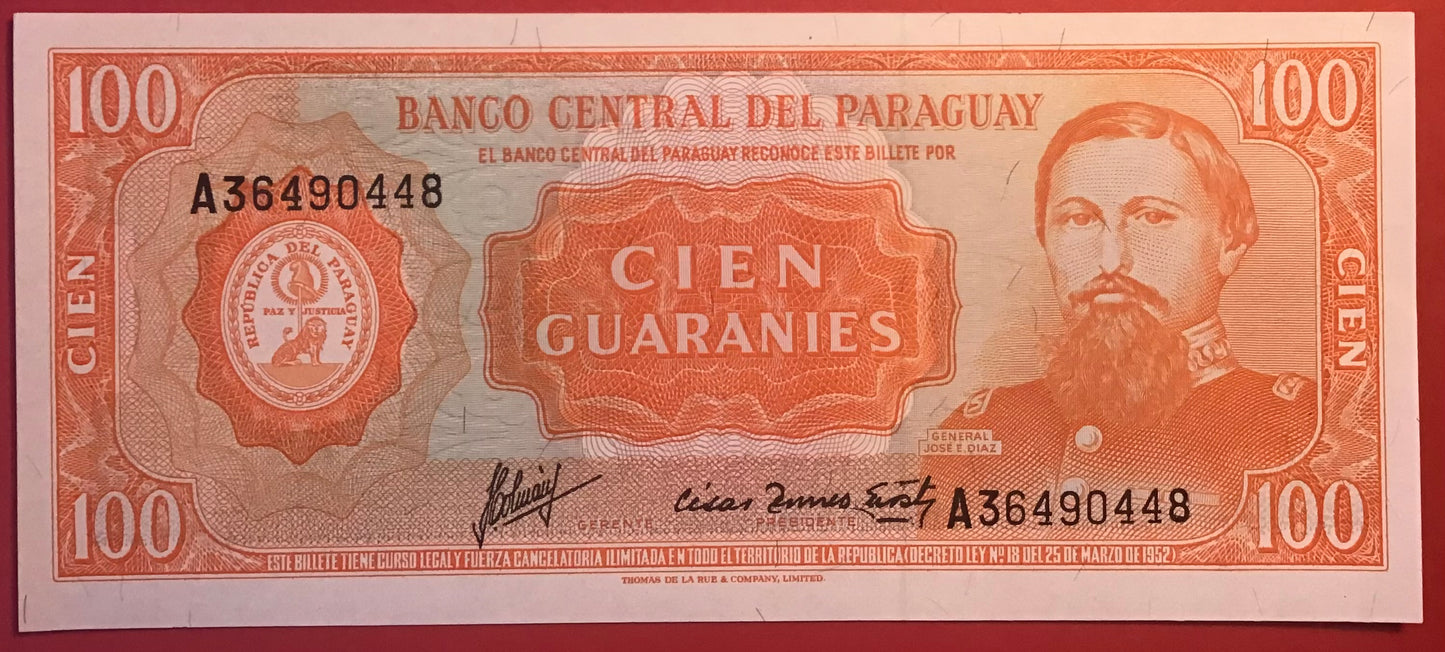 100
100
BANCO CENTRAL DEL PARAGUAY
EL BANCO CENTRAL DEL PARAGUAY RECONOCE ESTE BILLETE POR
A36490448
REPÚBLICA DEL PARAGUAY
PAZ Y JUSTICIA
CIEN
GUARANIES
CIEN
CIEN
GENERAL
JOSE E. DIAZ
César
GERENTE
PRESIDENTE
A36490448
100
100
ESTE BILLETE TIENE CURSO LEGAL Y FUERZA CANCELATORIA ILIMITADA EN TODO EL TERRITORIO DE LA REPUBLICA (DECRETO LEY Nº 18 DEL 25 DE MARZO DE 1952)
THOMAS DE LA RUE & COMPANY, LIMITED.